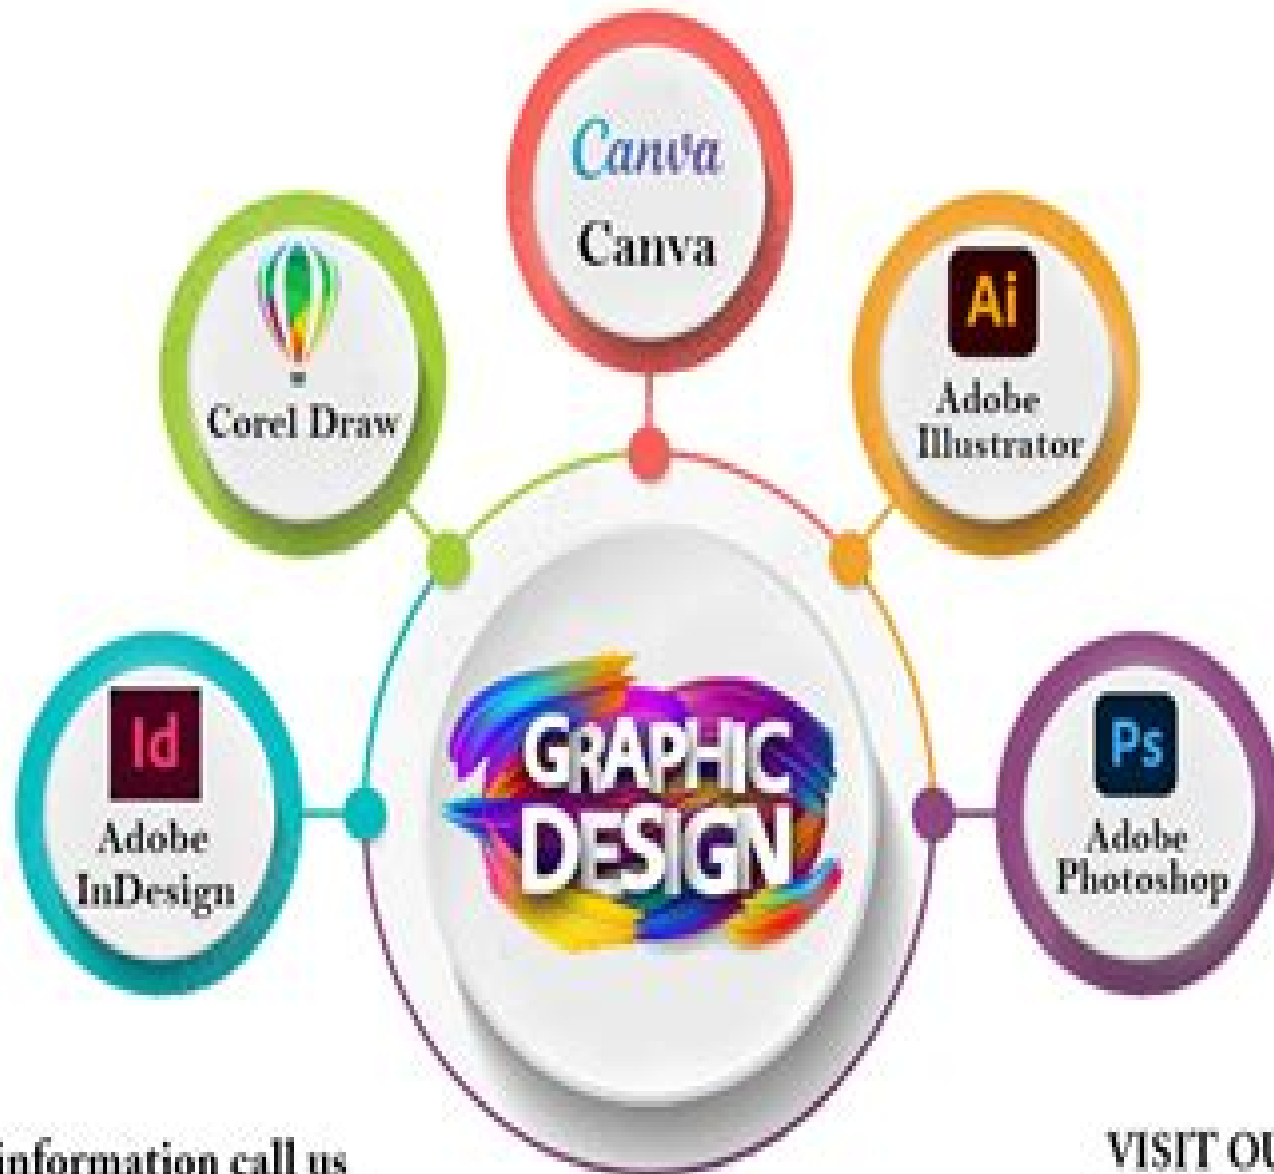 Canva
Canva
Corel Draw
Ai
Adobe
Illustrator
GRAPHIC
DESIGN
Id
Adobe
InDesign
Ps
Adobe
Photoshop
information call us
VISIT